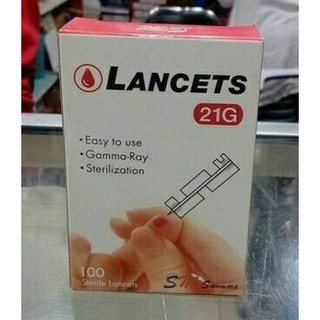 LANCETS
21G
• Easy to use
• Gamma-Ray
• Sterilization
100
Sterile Lancets